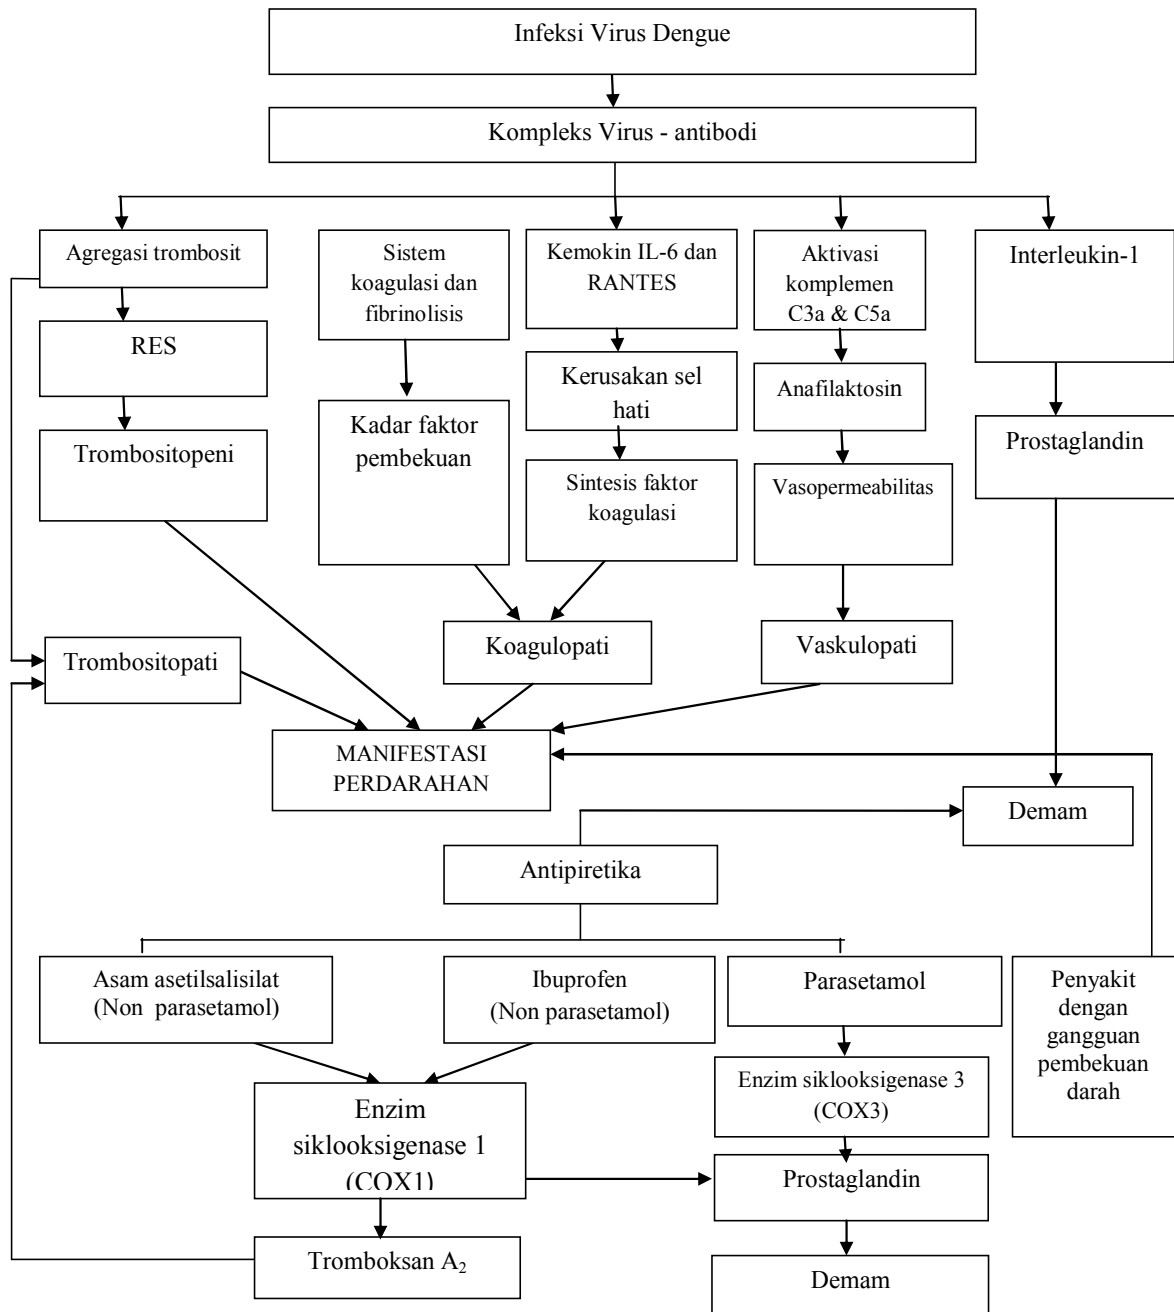 Infeksi Virus Dengue
Kompleks Virus - antibodi
Agregasi trombosit
Sistem
koagulasi dan
fibrinolisis
Kemokin IL-6 dan
RANTES
Aktivasi
komplemen
C3a & C5a
Interleukin-1
RES
Kerusakan sel
hati
Anafilaktosin
Trombositopeni
Kadar faktor
pembekuan
Sintesis faktor
koagulasi
Vasopermeabilitas
Prostaglandin
Trombositopati
Koagulopati
Vaskulopati
MANIFESTASI
PERDARAHAN
Demam
Antipiretika
Asam asetilsalisilat
(Non parasetamol)
Ibuprofen
(Non parasetamol)
Parasetamol
Penyakit
dengan
gangguan
pembekuan
darah
Enzim
siklooksigenase 1
(COX1)
Enzim siklooksigenase 3
(COX3)
Prostaglandin
Tromboksan A₂
Demam